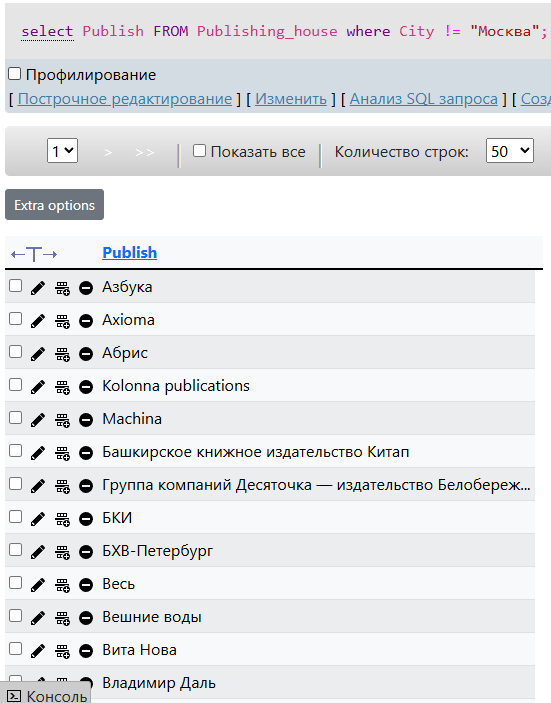 select Publish FROM Publishing_house where City != "Москва";
Профилирование
[ Построчное редактирование ] [ Изменить ] [ Анализ SQL запроса ] [
1 > >> Показать все Количество строк: 50
Extra options
←T→ Publish
Азбука
Axioma
Абрис
Kolonna publications
Machina
Башкирское книжное издательство Китап
Группа компаний Десяточка — издательство Белобереж...
БКИ
БХВ-Петербург
Весь
Вешние воды
Вита Нова
Владимир Даль
Консоль